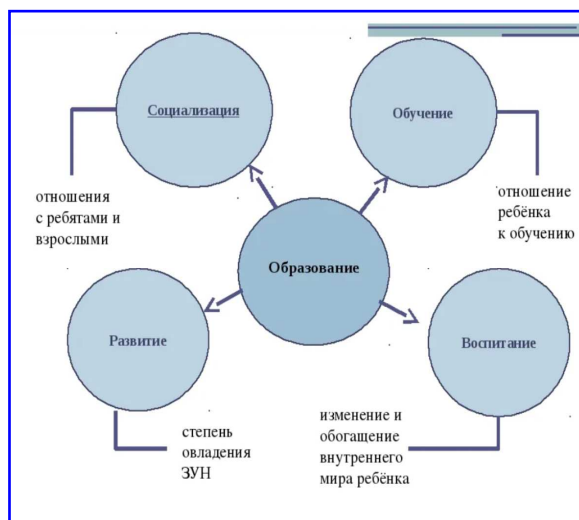 Социализация
Обучение
отношения
с ребятами и
взрослыми
отношение
ребёнка
к обучению
Образование
Развитие
Воспитание
степень
овладения
ЗУН
изменение и
обогащение
внутреннего
мира ребёнка